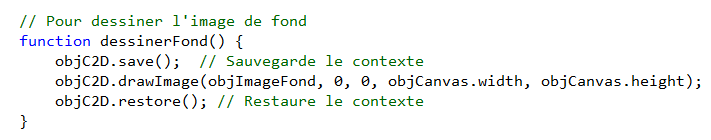 // Pour dessiner l'image de fond
function dessinerFond() {
    objC2D.save();  // Sauvegarde le contexte
    objC2D.drawImage(objImageFond, 0, 0, objCanvas.width, objCanvas.height);
    objC2D.restore(); // Restaure le contexte
}